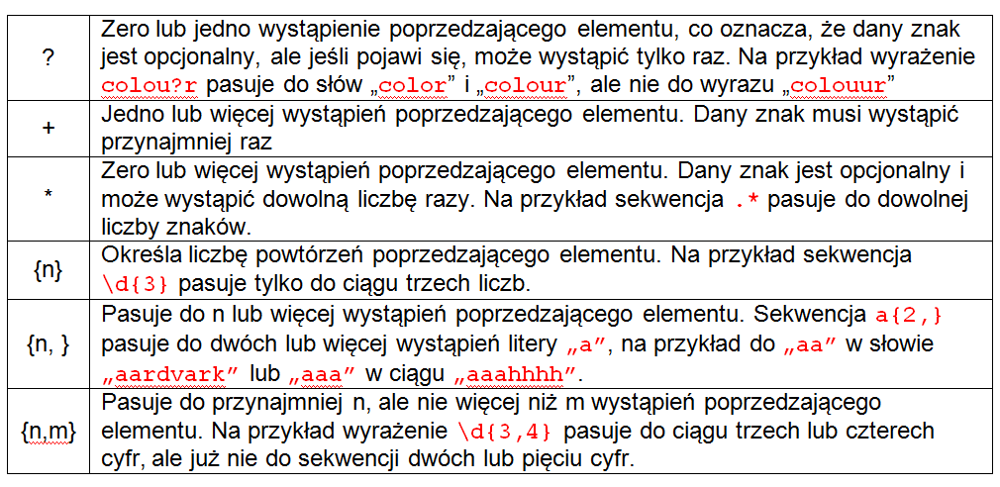 ? Zero lub jedno wystąpienie poprzedzającego elementu, co oznacza, że dany znak
jest opcjonalny, ale jeśli pojawi się, może wystąpić tylko raz. Na przykład wyrażenie
colou?r pasuje do słów „color” i „colour”, ale nie do wyrazu „colouur”
+ Jedno lub więcej wystąpień poprzedzającego elementu. Dany znak musi wystąpić
przynajmniej raz
* Zero lub więcej wystąpień poprzedzającego elementu. Dany znak jest opcjonalny i
może wystąpić dowolną liczbę razy. Na przykład sekwencja .* pasuje do dowolnej
liczby znaków.
{n} Określa liczbę powtórzeń poprzedzającego elementu. Na przykład sekwencja
\d{3} pasuje tylko do ciągu trzech liczb.
{n, } Pasuje do n lub więcej wystąpień poprzedzającego elementu. Sekwencja a{2,}
pasuje do dwóch lub więcej wystąpień litery „a”, na przykład do „aa” w słowie
„aardvark” lub „aaa” w ciągu „aaahhhh”.
{n,m} Pasuje do przynajmniej n, ale nie więcej niż m wystąpień poprzedzającego
elementu. Na przykład wyrażenie \d{3,4} pasuje do ciągu trzech lub czterech
cyfr, ale już nie do sekwencji dwóch lub pięciu cyfr.